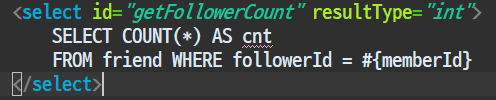 <select id="getFollowerCount" resultType="int">
SELECT COUNT(*) AS cnt
FROM friend WHERE followerId = #{memberId}
</select>